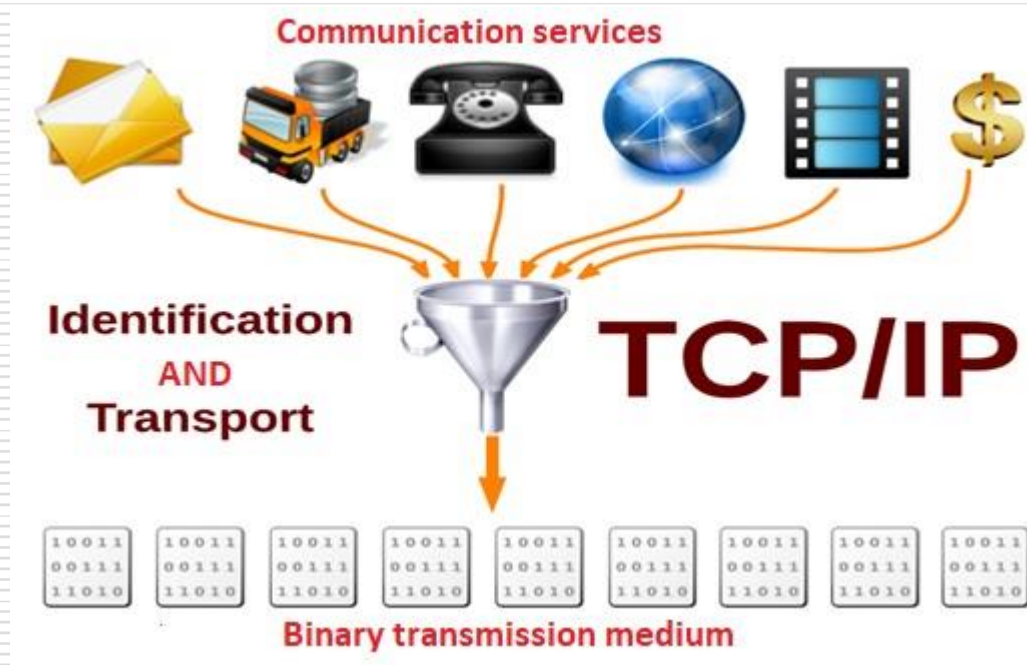 Communication services
Identification
AND
Transport
TCP/IP
10011 10011 10011 10011 10011 10011 10011 10011 10011
00111 00111 00111 00111 00111 00111 00111 00111 00111
11010 11010 11010 11010 11010 11010 11010 11010 11010
Binary transmission medium